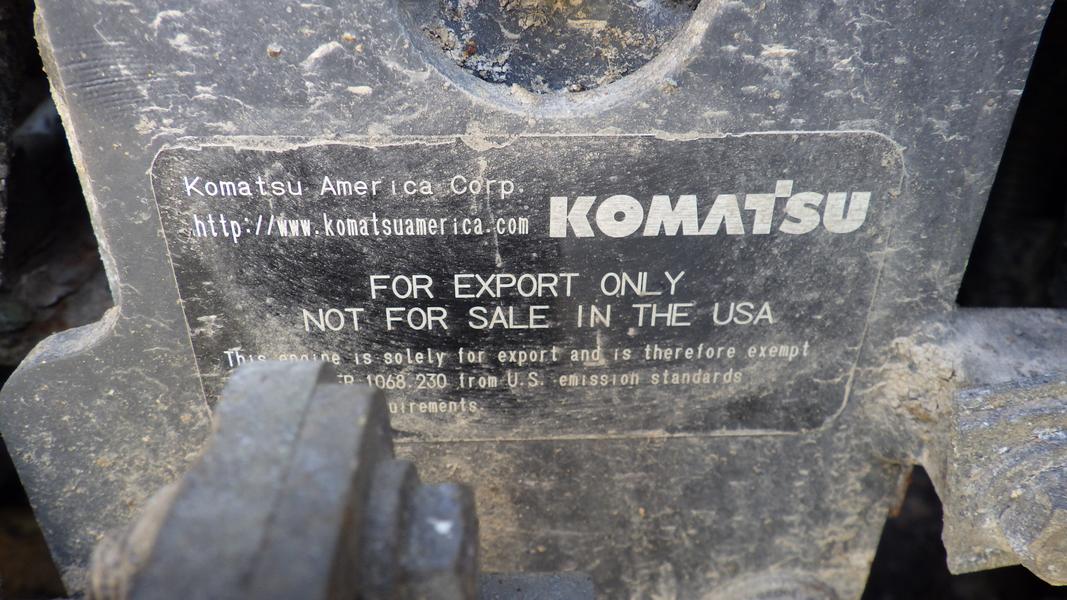 Komatsu America Corp.
http://www.komatsuamerica.com
KOMATSU
FOR EXPORT ONLY
NOT FOR SALE IN THE USA
This engine is solely for export and is therefore exempt
1068.230 from U.S. emission standards